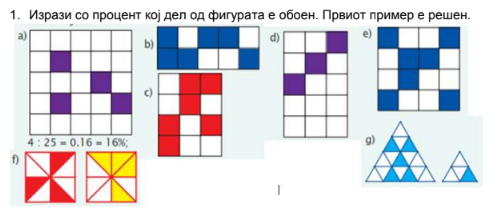 1. Изрази со процент кој дел од фигурата е обоен. Првиот пример е решен.
a)
b)
c)
d)
e)
4 : 25 = 0.16 = 16%;
f)
g)